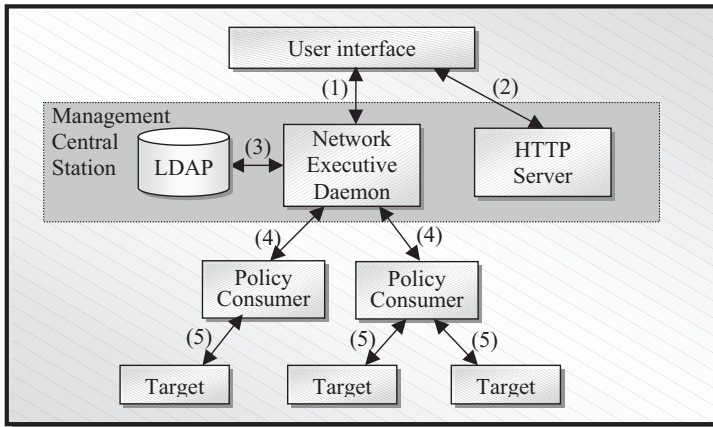 User interface
(1)
(2)
Management
Central
Station
LDAP
(3)
Network
Executive
Daemon
HTTP
Server
(4)
(4)
Policy
Consumer
Policy
Consumer
(5)
(5)
(5)
Target
Target
Target